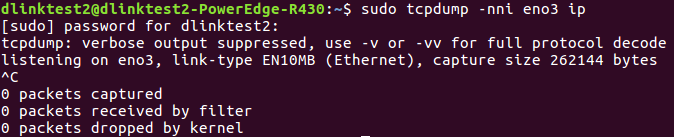 dlinktest2@dlinktest2-PowerEdge-R430:~$ sudo tcpdump -nni eno3 ip
[sudo] password for dlinktest2:
tcpdump: verbose output suppressed, use -v or -vv for full protocol decode
listening on eno3, link-type EN10MB (Ethernet), capture size 262144 bytes
^C
0 packets captured
0 packets received by filter
0 packets dropped by kernel